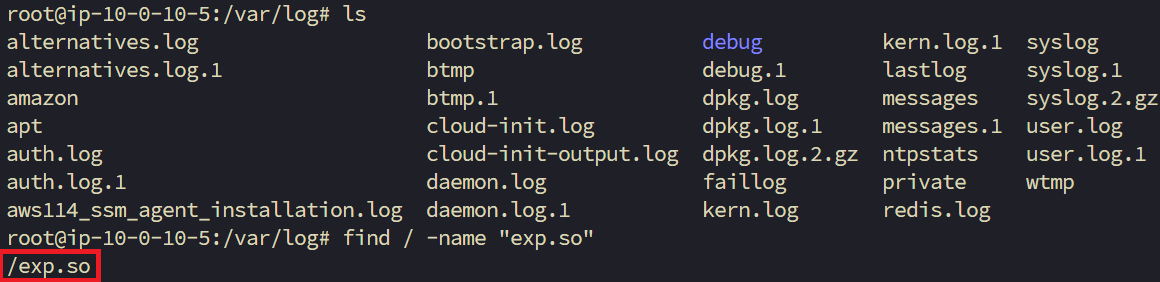 root@ip-10-0-10-5:/var/log# ls
alternatives.log bootstrap.log debug kern.log.1 syslog
alternatives.log.1 btmp debug.1 lastlog syslog.1
amazon btmp.1 dpkg.log messages syslog.2.gz
apt cloud-init.log dpkg.log.1 messages.1 user.log
auth.log cloud-init-output.log dpkg.log.2.gz ntpstats user.log.1
auth.log.1 daemon.log faillog private wtmp
aws114_ssm_agent_installation.log daemon.log.1 kern.log redis.log
root@ip-10-0-10-5:/var/log# find / -name "exp.so"
/exp.so